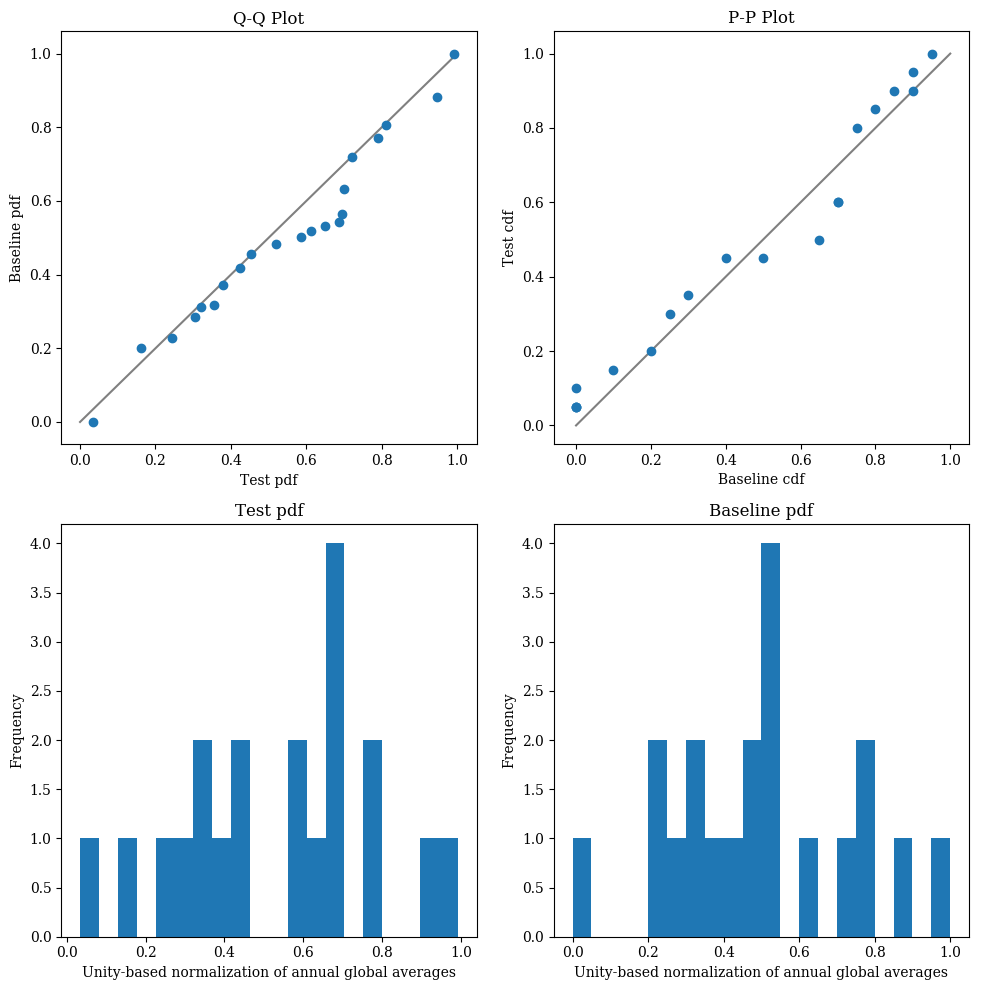 Q-Q Plot
Baseline pdf
1.0
0.8
0.6
0.4
0.2
0.0
0.0 0.2 0.4 0.6 0.8 1.0
Test pdf
P-P Plot
Test cdf
1.0
0.8
0.6
0.4
0.2
0.0
0.0 0.2 0.4 0.6 0.8 1.0
Baseline cdf
Test pdf
Frequency
4.0
3.5
3.0
2.5
2.0
1.5
1.0
0.5
0.0
0.0 0.2 0.4 0.6 0.8 1.0
Unity-based normalization of annual global averages
Baseline pdf
Frequency
4.0
3.5
3.0
2.5
2.0
1.5
1.0
0.5
0.0
0.0 0.2 0.4 0.6 0.8 1.0
Unity-based normalization of annual global averages